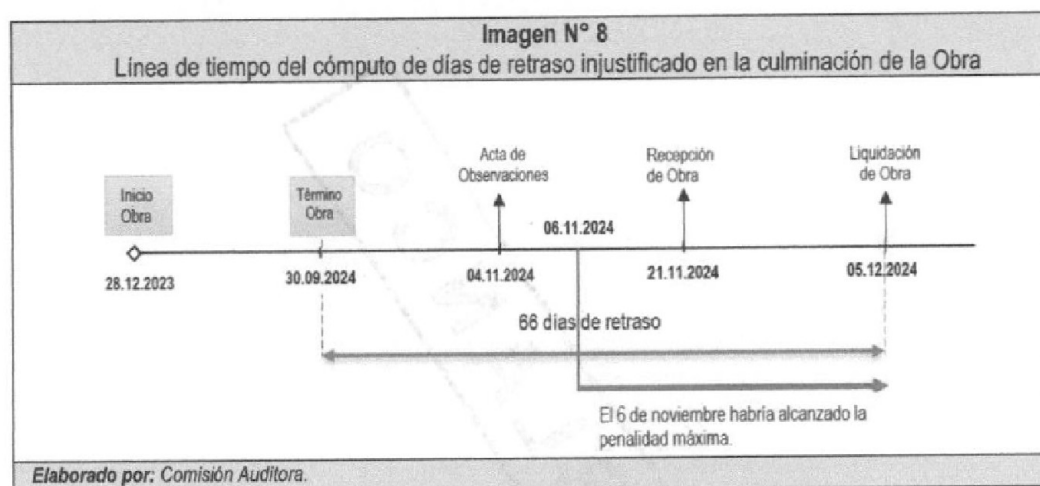 Imagen N° 8
Línea de tiempo del cómputo de días de retraso injustificado en la culminación de la Obra
Inicio
Obra
Término
Obra
Acta de
Observaciones
Recepción
de Obra
Liquidación
de Obra
06.11.2024
28.12.2023
30.09.2024
04.11.2024
21.11.2024
05.12.2024
66 días de retraso
El 6 de noviembre habría alcanzado la
penalidad máxima.
Elaborado por: Comisión Auditora.